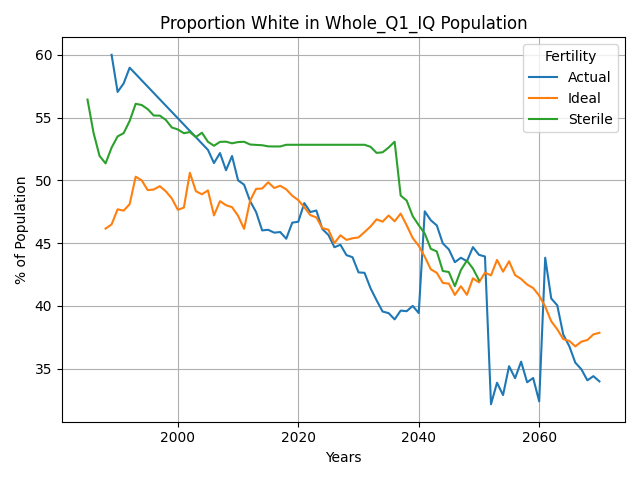 Proportion White in Whole_Q1_IQ Population
Fertility
Actual
Ideal
Sterile
% of Population
60
55
50
45
40
35
2000
2020
2040
2060
Years